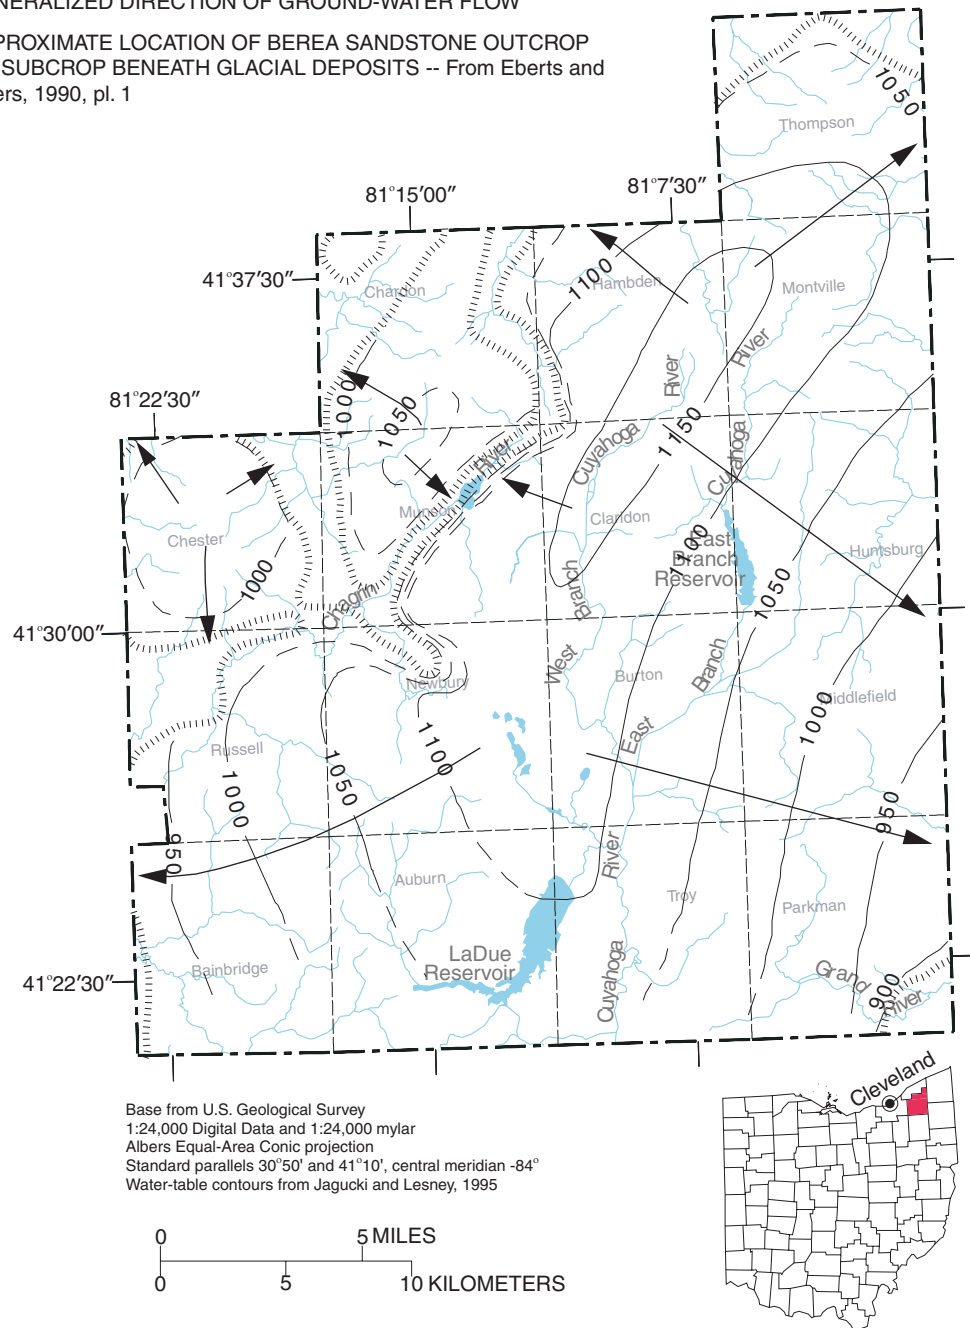 NERALIZED DIRECTION OF GROUND-WATER FLOW
PROXIMATE LOCATION OF BEREA SANDSTONE OUTCROP
SUBCROP BENEATH GLACIAL DEPOSITS -- From Eberts and
ers, 1990, pl. 1
1050
Thompson
81°15'00"
81°7'30"
41°37'30"
1100
Hambden
Chardon
Montville
River
River
81°22'30"
1000
1050
1150
River
Cuyahoga
Cuyahoga
Munson
Claridon
Chester
1100
East
Branch
Reservoir
Huntsburg
1000
Branch
1050
Chagrin
41°30'00"
West
Burton
Branch
Newbury
Middlefield
1000
East
Russell
1100
1050
1000
950
950
River
Auburn
Troy
Parkman
LaDue
Reservoir
Bainbridge
Cuyahoga
Grand
River
900
41°22'30"
Cleveland
Base from U.S. Geological Survey
1:24,000 Digital Data and 1:24,000 mylar
Albers Equal-Area Conic projection
Standard parallels 30°50' and 41°10', central meridian -84°
Water-table contours from Jagucki and Lesney, 1995
0 5 MILES
0 5 10 KILOMETERS